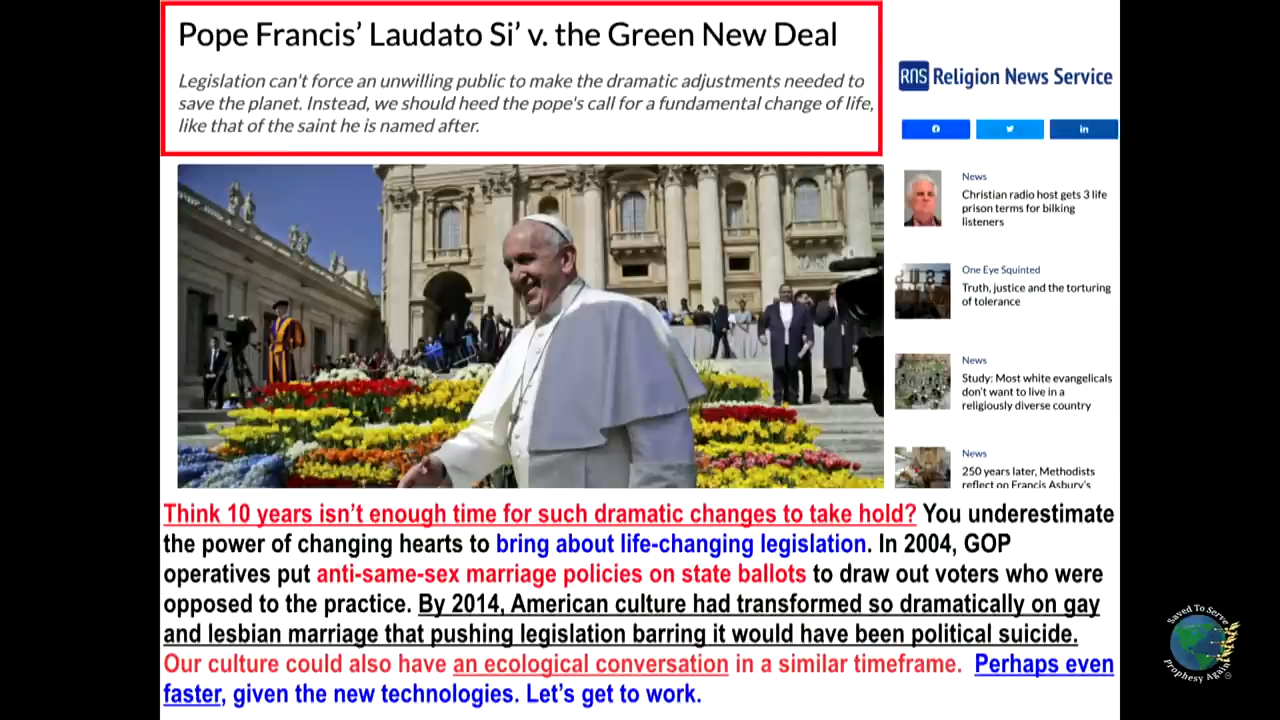 Pope Francis’ Laudato Si’ v. the Green New Deal
Legislation can't force an unwilling public to make the dramatic adjustments needed to
save the planet. Instead, we should heed the pope's call for a fundamental change of life,
like that of the saint he is named after.
RNS Religion News Service
News
Christian radio host gets 3 life
prison terms for bilking
listeners
One Eye Squinted
Truth, justice and the torturing
of tolerance
News
Study: Most white evangelicals
don't want to live in a
religiously diverse country
News
250 years later, Methodists
reflect on Francis Asbury's
Think 10 years isn’t enough time for such dramatic changes to take hold? You underestimate
the power of changing hearts to bring about life-changing legislation. In 2004, GOP
operatives put anti-same-sex marriage policies on state ballots to draw out voters who were
opposed to the practice. By 2014, American culture had transformed so dramatically on gay
and lesbian marriage that pushing legislation barring it would have been political suicide.
Our culture could also have an ecological conversation in a similar timeframe. Perhaps even
faster, given the new technologies. Let’s get to work.
Saved To Serve
Prophesy Again